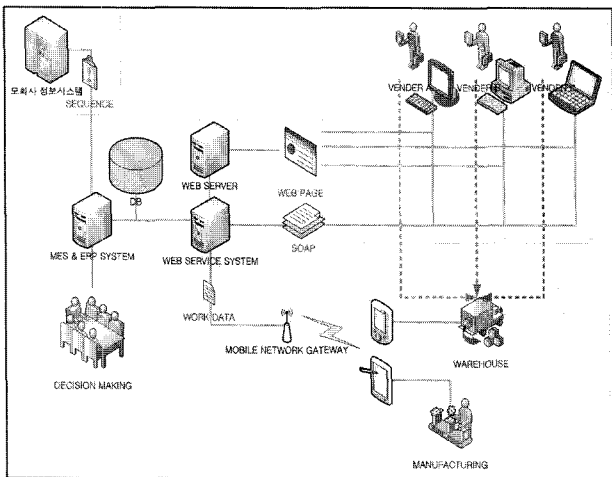 모회사 정보시스템
SEQUENCE
VENDER A
VENDER B
DB
WEB SERVER
WEB PAGE
MES & ERP SYSTEM
WEB SERVICE SYSTEM
SOAP
WORK DATA
MOBILE NETWORK GATEWAY
WAREHOUSE
DECISION MAKING
MANUFACTURING